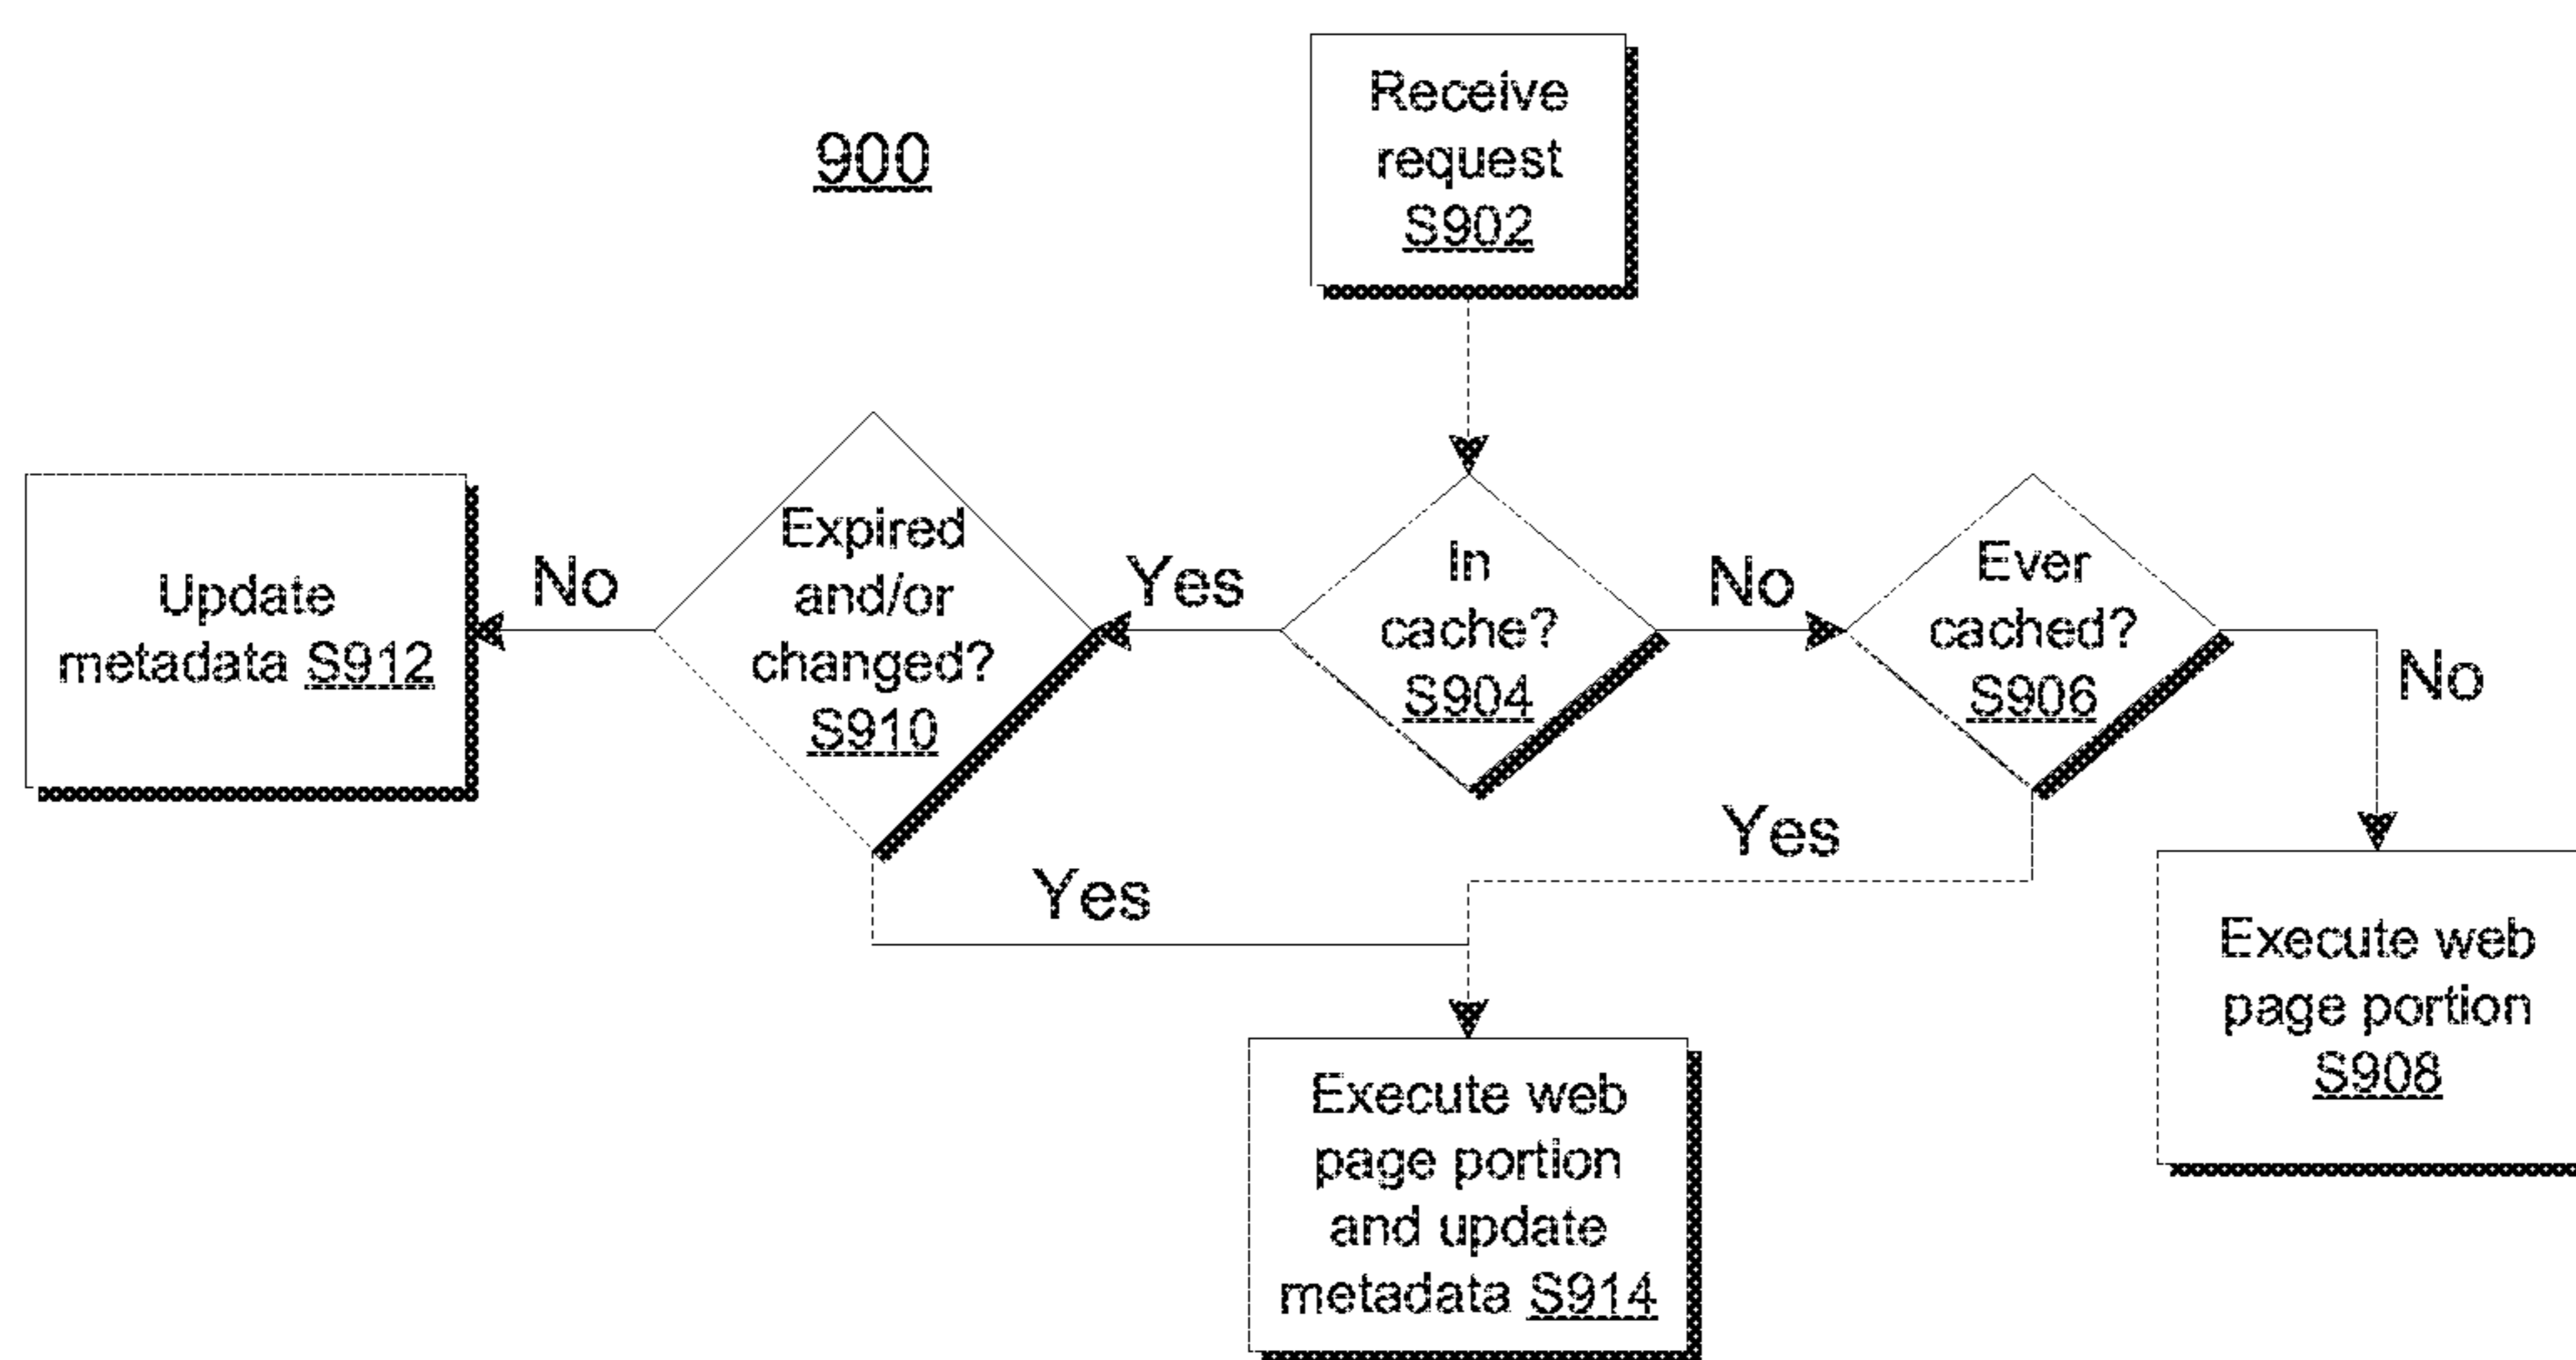 900
Receive
request
S902
In
cache?
S904
Yes
No
Expired
and/or
changed?
S910
No
Update
metadata S912
Yes
Ever
cached?
S906
No
Yes
Execute web
page portion
S908
Execute web
page portion
and update
metadata S914